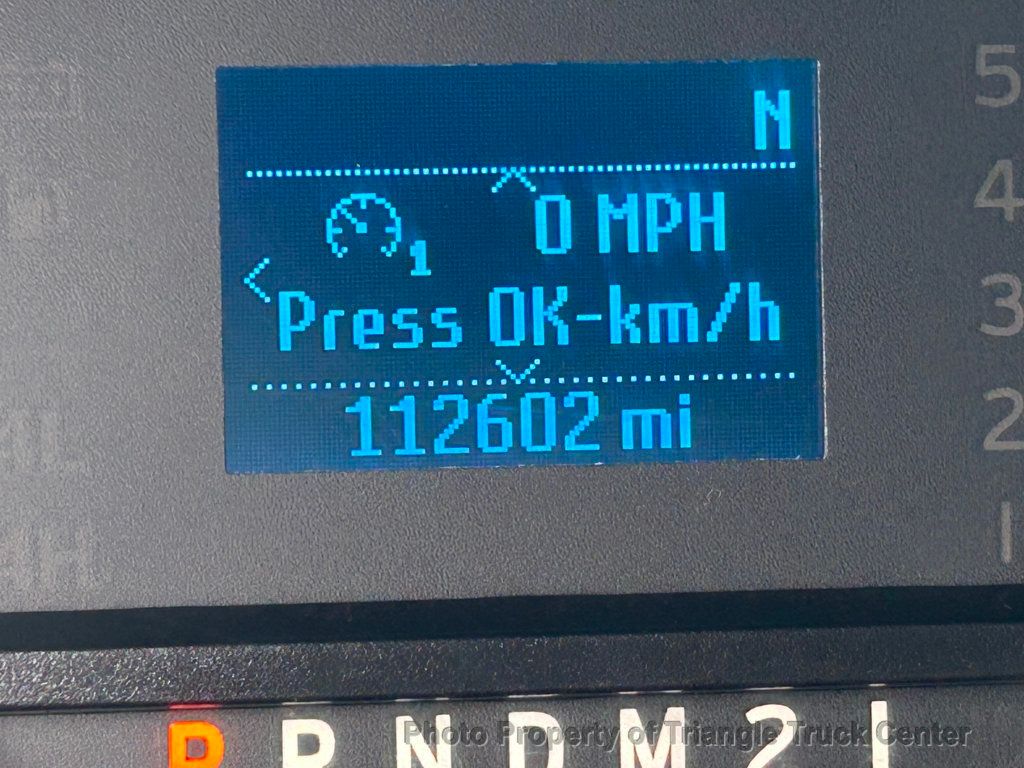 N
0 MPH
1
Press OK-km/h
112602 mi
5
4
3
2
1
P R N D M 2 1
Photo Property of Triangle Truck Center